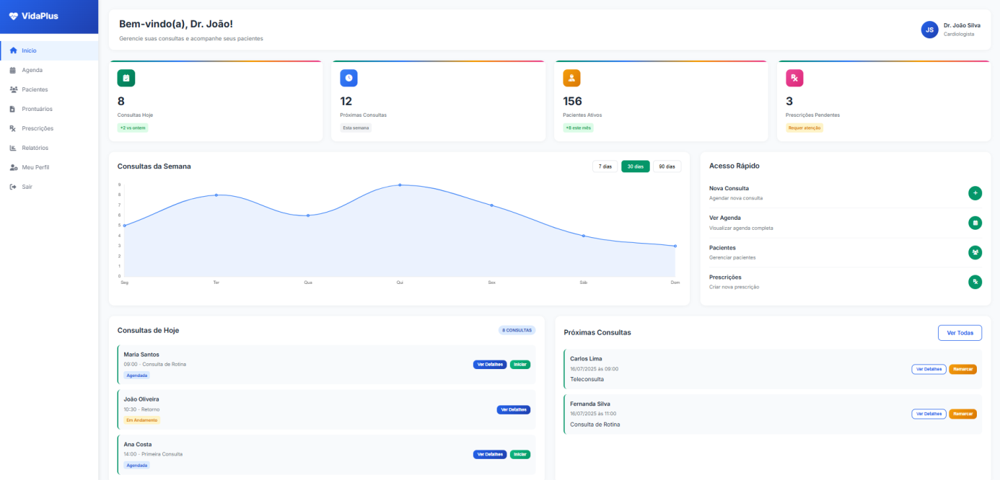 VidaPlus
Início
Agenda
Pacientes
Prontuários
Prescrições
Relatórios
Meu Perfil
Sair
Bem-vindo(a), Dr. João!
Gerencie suas consultas e acompanhe seus pacientes
JS
Dr. João Silva
Cardiologista
8
Consultas Hoje
+2 vs ontem
12
Próximas Consultas
Esta semana
156
Pacientes Ativos
+8 este mês
3
Prescrições Pendentes
Requer atenção
Consultas da Semana
7 dias
30 dias
90 dias
9
8
7
6
5
4
3
2
1
0
Seg
Ter
Qua
Qui
Sex
Sáb
Dom
Acesso Rápido
Nova Consulta
Agendar nova consulta
Ver Agenda
Visualizar agenda completa
Pacientes
Gerenciar pacientes
Prescrições
Criar nova prescrição
Consultas de Hoje
8 CONSULTAS
Maria Santos
09:00 - Consulta de Rotina
Agendada
Ver Detalhes
Iniciar
João Oliveira
10:30 - Retorno
Em Andamento
Ver Detalhes
Ana Costa
14:00 - Primeira Consulta
Agendada
Ver Detalhes
Iniciar
Próximas Consultas
Ver Todas
Carlos Lima
16/07/2025 às 09:00
Teleconsulta
Ver Detalhes
Remarcar
Fernanda Silva
16/07/2025 às 11:00
Consulta de Rotina
Ver Detalhes
Remarcar